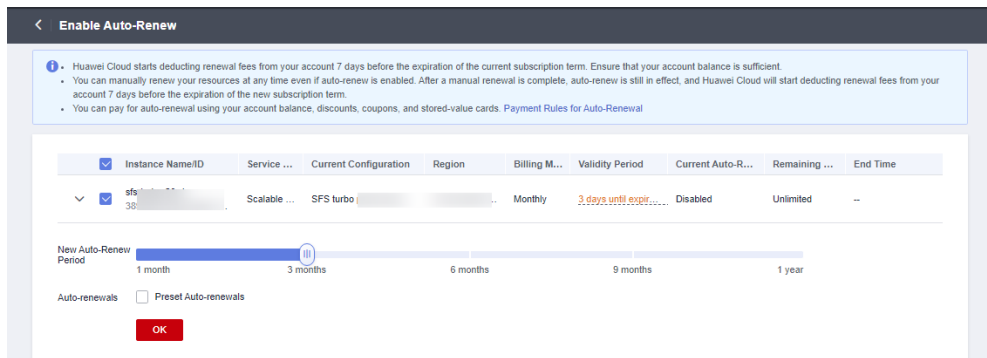 Enable Auto-Renew
Huawei Cloud starts deducting renewal fees from your account 7 days before the expiration of the current subscription term. Ensure that your account balance is sufficient.
You can manually renew your resources at any time even if auto-renew is enabled. After a manual renewal is complete, auto-renew is still in effect, and Huawei Cloud will start deducting renewal fees from your
account 7 days before the expiration of the new subscription term.
You can pay for auto-renewal using your account balance, discounts, coupons, and stored-value cards. Payment Rules for Auto-Renewal
Instance Name/ID Service ... Current Configuration Region Billing M... Validity Period Current Auto-R... Remaining ... End Time
Scalable ... SFS turbo Monthly 3 days until expir... Disabled Unlimited --
New Auto-Renew
Period
1 month 3 months 6 months 9 months 1 year
Auto-renewals Preset Auto-renewals
OK